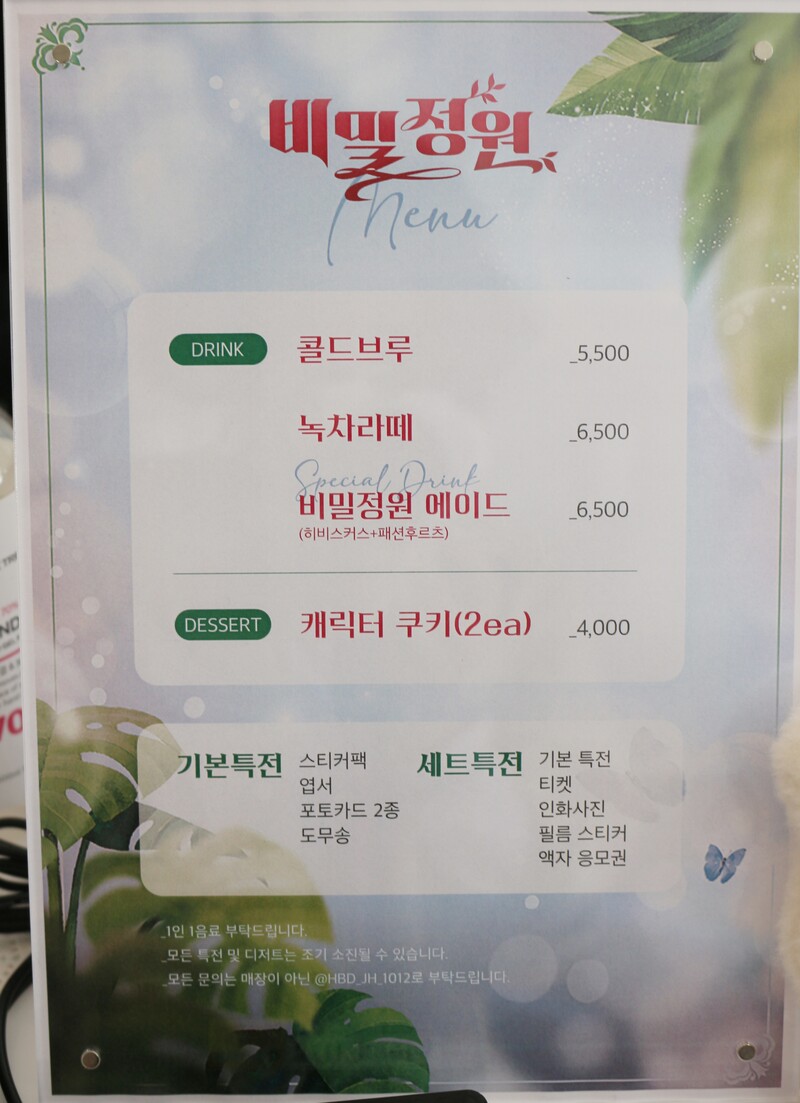 비밀정원
Menu
DRINK 콜드브루 _5,500
녹차라떼 _6,500
Special Drink
비밀정원 에이드 _6,500
(히비스커스+패션후르츠)
DESSERT 캐릭터 쿠키(2ea) _4,000
기본특전 스티커팩
엽서
포토카드 2종
도무송
세트특전 기본 특전
티켓
인화사진
필름 스티커
액자 응모권
_1인 1음료 부탁드립니다.
_모든 특전 및 디저트는 조기 소진될 수 있습니다.
_모든 문의는 매장이 아닌 @HBD_JH_1012로 부탁드립니다.